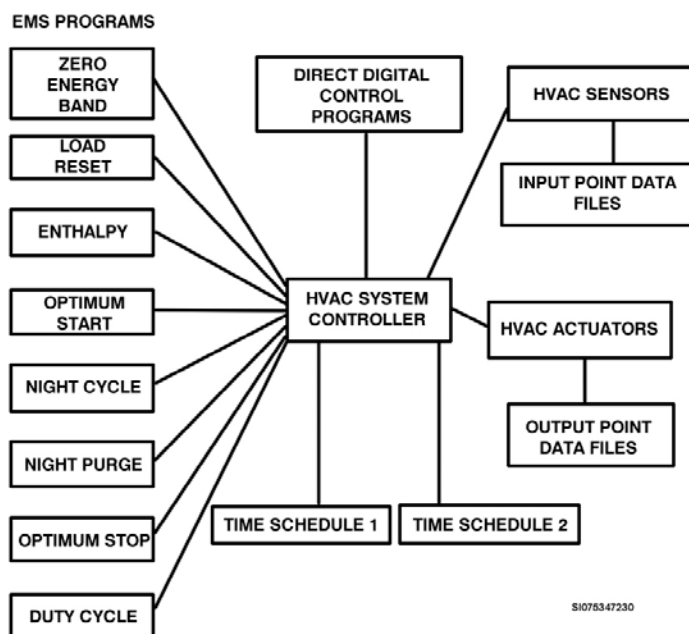 EMS PROGRAMS
ZERO
ENERGY
BAND
LOAD
RESET
ENTHALPY
OPTIMUM
START
NIGHT CYCLE
NIGHT PURGE
OPTIMUM STOP
DUTY CYCLE
DIRECT DIGITAL
CONTROL
PROGRAMS
HVAC SYSTEM
CONTROLLER
TIME SCHEDULE 1
TIME SCHEDULE 2
HVAC SENSORS
INPUT POINT DATA
FILES
HVAC ACTUATORS
OUTPUT POINT
DATA FILES
SI075347230